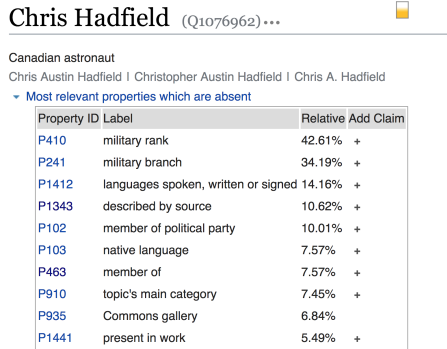 Chris Hadfield (Q1076962)•••
Canadian astronaut
Chris Austin Hadfield | Christopher Austin Hadfield | Chris A. Hadfield
Most relevant properties which are absent
Property ID Label Relative Add Claim
P410 military rank 42.61% +
P241 military branch 34.19% +
P1412 languages spoken, written or signed 14.16% +
P1343 described by source 10.62% +
P102 member of political party 10.01% +
P103 native language 7.57% +
P463 member of 7.57% +
P910 topic's main category 7.45% +
P935 Commons gallery 6.84%
P1441 present in work 5.49% +